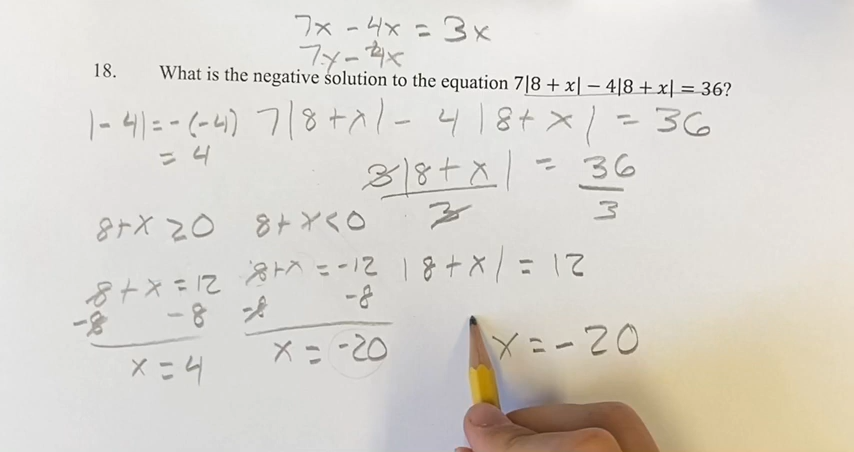 7x - 4x = 3x
7y - 4x
18. What is the negative solution to the equation 7|8 + x| − 4|8 + x| = 36?
|-4| = -(-4) 7|8+x| - 4|8+x| = 36
= 4
3|8+x| = 36
3 3
8+x ≥ 0 8+x<0
8+x = 12 8+x = -12 |8+x| = 12
-8 -8 -8 -8
x = 4 x = -20 x = -20